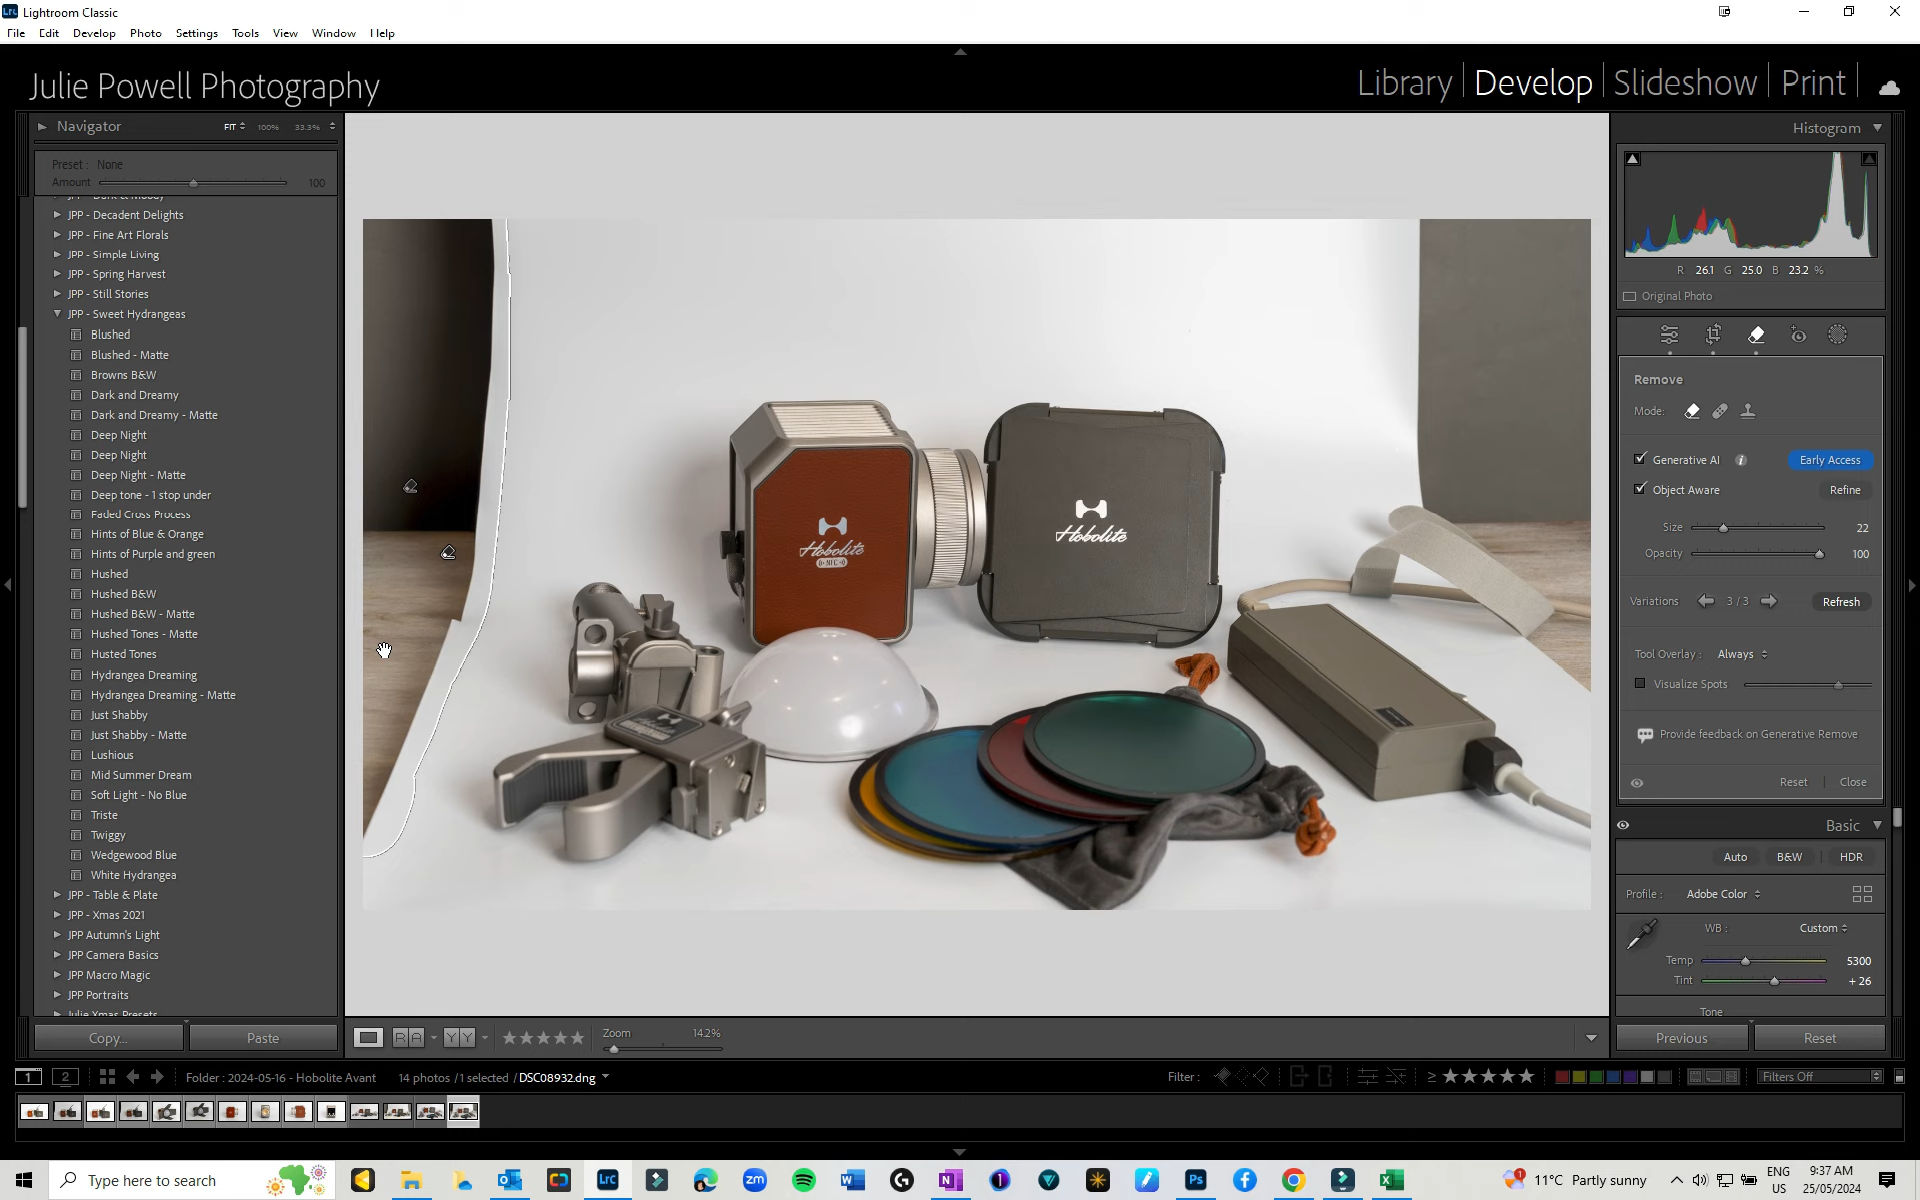 Lightroom Classic
File Edit Develop Photo Settings Tools View Window Help
Julie Powell Photography
Library Develop Slideshow Print
Navigator FIT 100% 33.3%
Preset : None
Amount 100
JPP - Dark & Moody
JPP - Decadent Delights
JPP - Fine Art Florals
JPP - Simple Living
JPP - Spring Harvest
JPP - Still Stories
JPP - Sweet Hydrangeas
Blushed
Blushed - Matte
Browns B&W
Dark and Dreamy
Dark and Dreamy - Matte
Deep Night
Deep Night
Deep Night - Matte
Deep tone - 1 stop under
Faded Cross Process
Hints of Blue & Orange
Hints of Purple and green
Hushed
Hushed B&W
Hushed B&W - Matte
Hushed Tones - Matte
Husted Tones
Hydrangea Dreaming
Hydrangea Dreaming - Matte
Just Shabby
Just Shabby - Matte
Lushious
Mid Summer Dream
Soft Light - No Blue
Triste
Twiggy
Wedgewood Blue
White Hydrangea
JPP - Table & Plate
JPP - Xmas 2021
JPP Autumn's Light
JPP Camera Basics
JPP Macro Magic
JPP Portraits
Julie Xmas Presets
Copy... Paste
Hobolite
NFC
Hobolite
Histogram
R 26.1 G 25.0 B 23.2 %
Original Photo
Remove
Mode:
Generative AI Early Access
Object Aware Refine
Size 22
Opacity 100
Variations 3 / 3 Refresh
Tool Overlay : Always
Visualize Spots
Provide feedback on Generative Remove
Reset Close
Basic
Auto B&W HDR
Profile : Adobe Color
WB : Custom
Temp 5300
Tint + 26
Tone
Previous Reset
R A Y Y Zoom 14.2%
1 2 Folder : 2024-05-16 - Hobolite Avant 14 photos / 1 selected / DSC08932.dng Filter : ≥ Filters Off
Type here to search
11°C Partly sunny
ENG
US
9:37 AM
25/05/2024